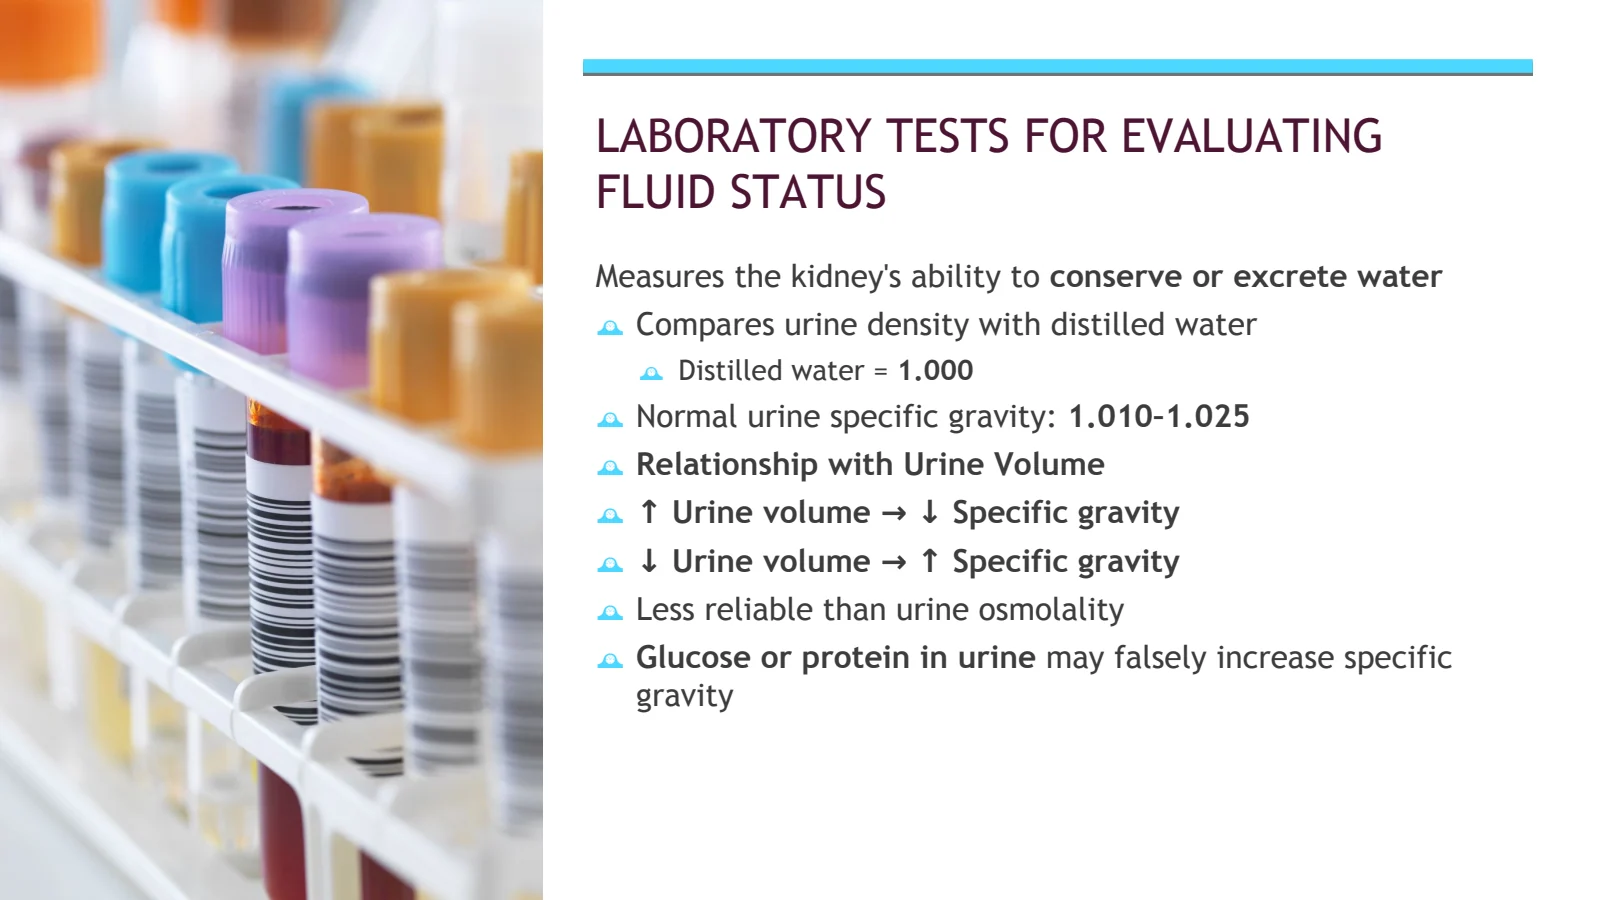 LABORATORY TESTS FOR EVALUATING
FLUID STATUS
Measures the kidney's ability to conserve or excrete water
Compares urine density with distilled water
Distilled water = 1.000
Normal urine specific gravity: 1.010–1.025
Relationship with Urine Volume
↑ Urine volume → ↓ Specific gravity
↓ Urine volume → ↑ Specific gravity
Less reliable than urine osmolality
Glucose or protein in urine may falsely increase specific
gravity